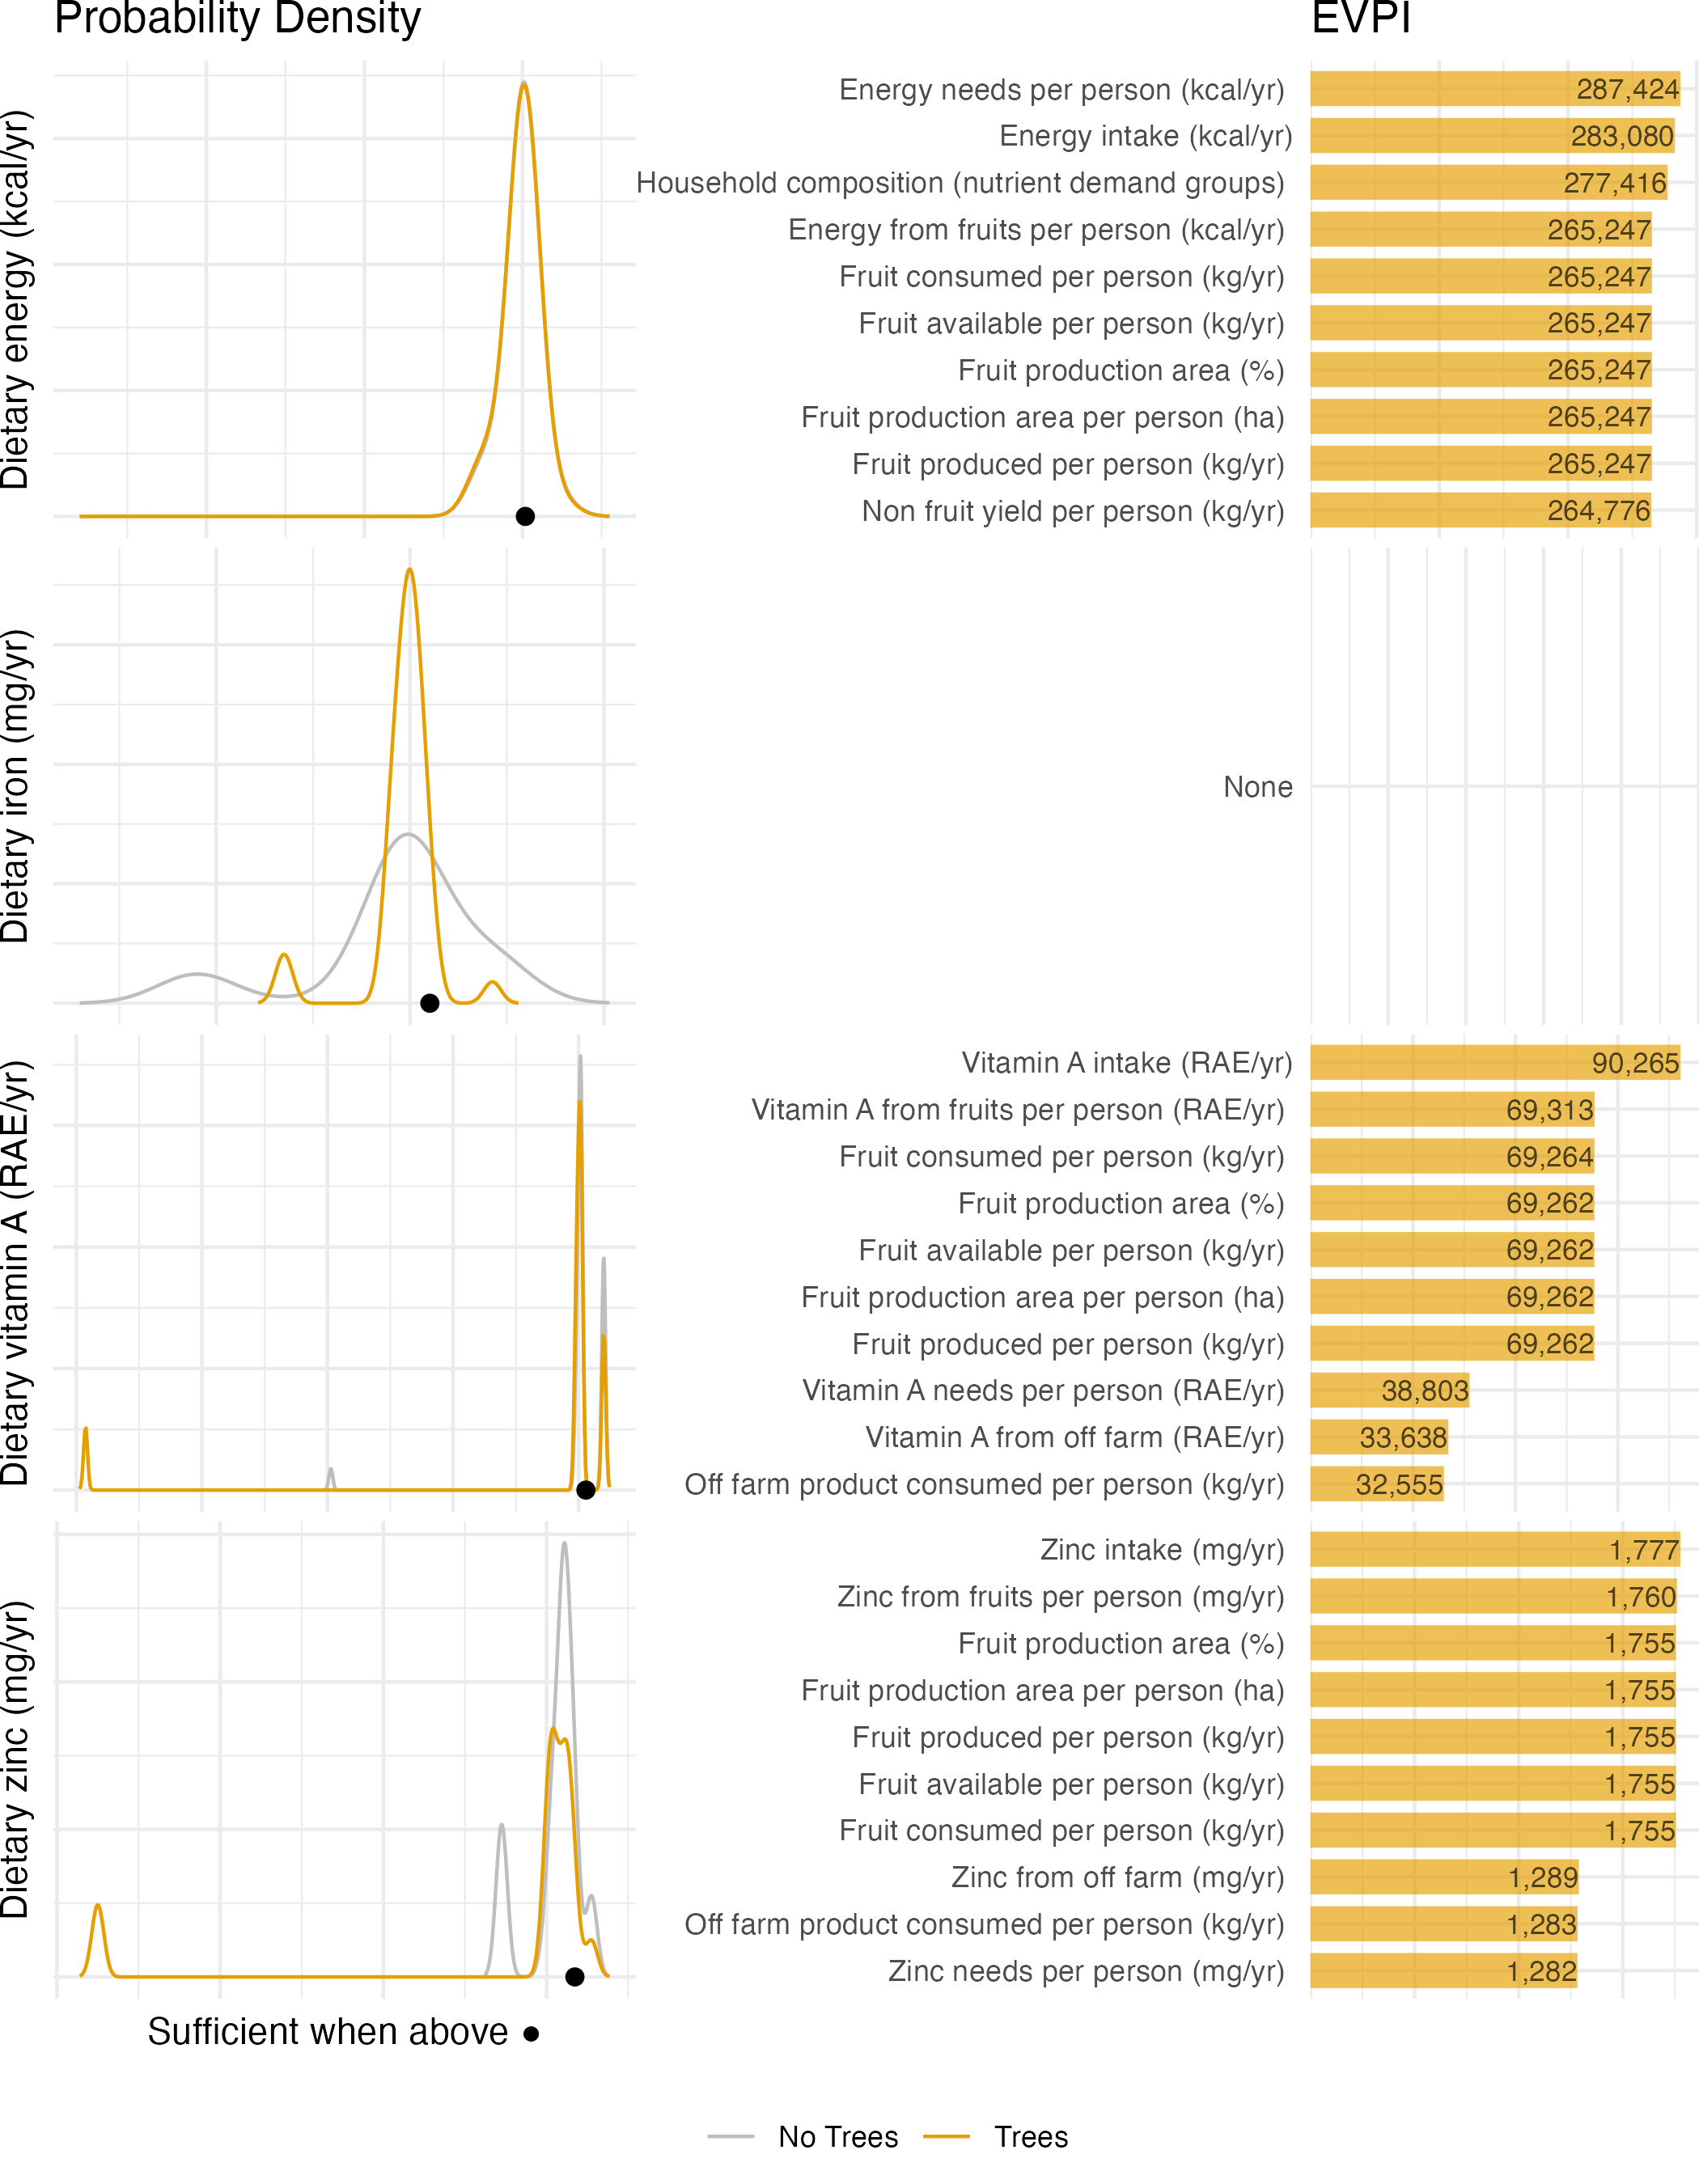 Probability Density
EVPI
Dietary energy (kcal/yr)
Energy needs per person (kcal/yr) 287,424
Energy intake (kcal/yr) 283,080
Household composition (nutrient demand groups) 277,416
Energy from fruits per person (kcal/yr) 265,247
Fruit consumed per person (kg/yr) 265,247
Fruit available per person (kg/yr) 265,247
Fruit production area (%) 265,247
Fruit production area per person (ha) 265,247
Fruit produced per person (kg/yr) 265,247
Non fruit yield per person (kg/yr) 264,776
Dietary iron (mg/yr)
None
Dietary vitamin A (RAE/yr)
Vitamin A intake (RAE/yr) 90,265
Vitamin A from fruits per person (RAE/yr) 69,313
Fruit consumed per person (kg/yr) 69,264
Fruit production area (%) 69,262
Fruit available per person (kg/yr) 69,262
Fruit production area per person (ha) 69,262
Fruit produced per person (kg/yr) 69,262
Vitamin A needs per person (RAE/yr) 38,803
Vitamin A from off farm (RAE/yr) 33,638
Off farm product consumed per person (kg/yr) 32,555
Dietary zinc (mg/yr)
Zinc intake (mg/yr) 1,777
Zinc from fruits per person (mg/yr) 1,760
Fruit production area (%) 1,755
Fruit production area per person (ha) 1,755
Fruit produced per person (kg/yr) 1,755
Fruit available per person (kg/yr) 1,755
Fruit consumed per person (kg/yr) 1,755
Zinc from off farm (mg/yr) 1,289
Off farm product consumed per person (kg/yr) 1,283
Zinc needs per person (mg/yr) 1,282
Sufficient when above
No Trees Trees